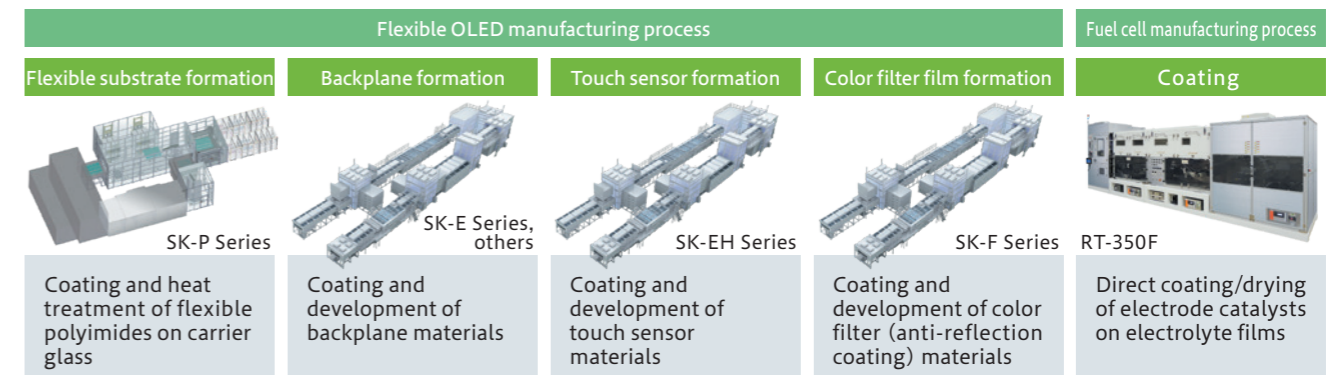 Flexible OLED manufacturing process
Fuel cell manufacturing process
Flexible substrate formation
Backplane formation
Touch sensor formation
Color filter film formation
Coating
SK-P Series
SK-E Series,
others
SK-EH Series
SK-F Series
RT-350F
Coating and heat
treatment of flexible
polyimides on carrier
glass
Coating and
development of
backplane materials
Coating and
development of
touch sensor
materials
Coating and
development of color
filter (anti-reflection
coating) materials
Direct coating/drying
of electrode catalysts
on electrolyte films